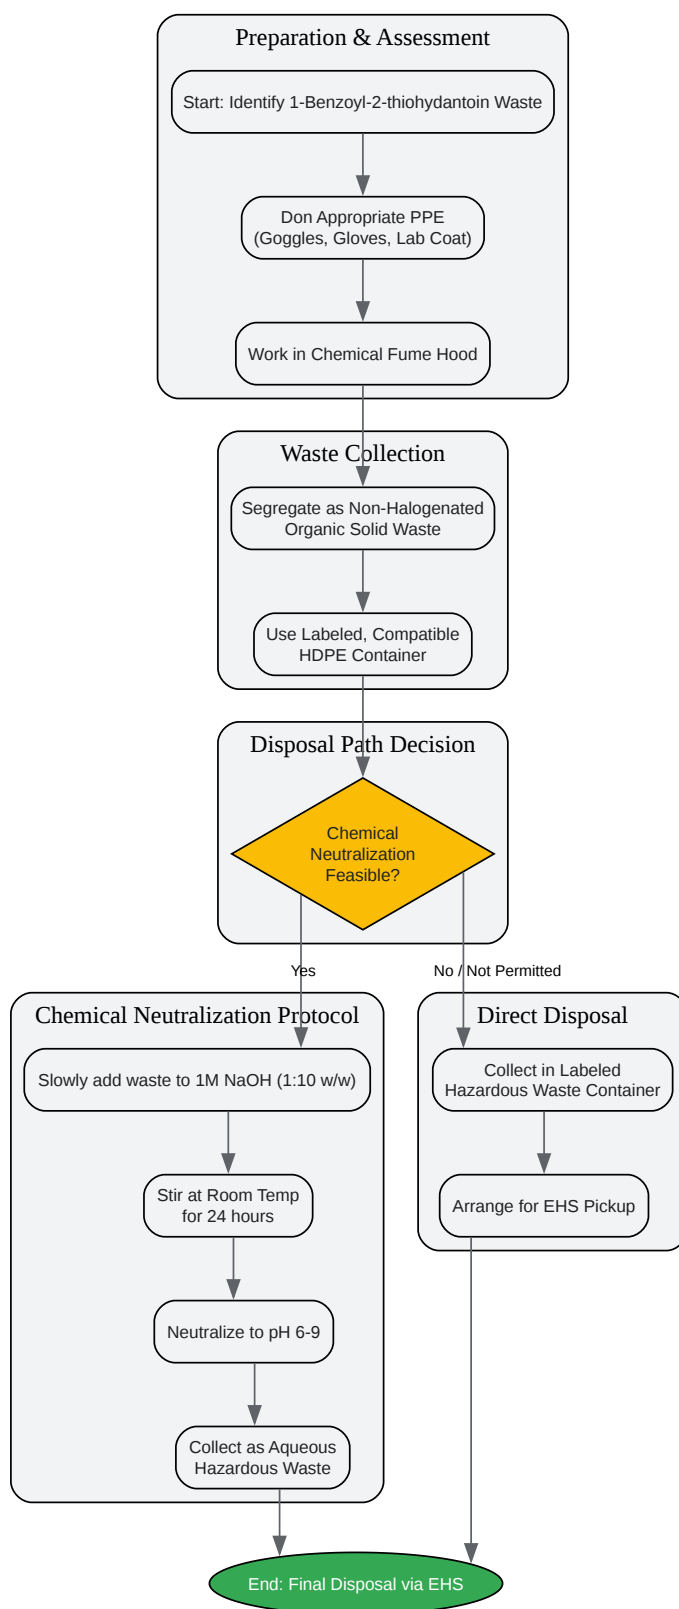 Preparation & Assessment
Start: Identify 1-Benzoyl-2-thiohydantoin Waste
Don Appropriate PPE
(Goggles, Gloves, Lab Coat)
Work in Chemical Fume Hood
Waste Collection
Segregate as Non-Halogenated
Organic Solid Waste
Use Labeled, Compatible
HDPE Container
Disposal Path Decision
Chemical
Neutralization
Feasible?
Yes
No / Not Permitted
Chemical Neutralization Protocol
Slowly add waste to 1M NaOH (1:10 w/w)
Stir at Room Temp
for 24 hours
Neutralize to pH 6-9
Collect as Aqueous
Hazardous Waste
Direct Disposal
Collect in Labeled
Hazardous Waste Container
Arrange for EHS Pickup
End: Final Disposal via EHS